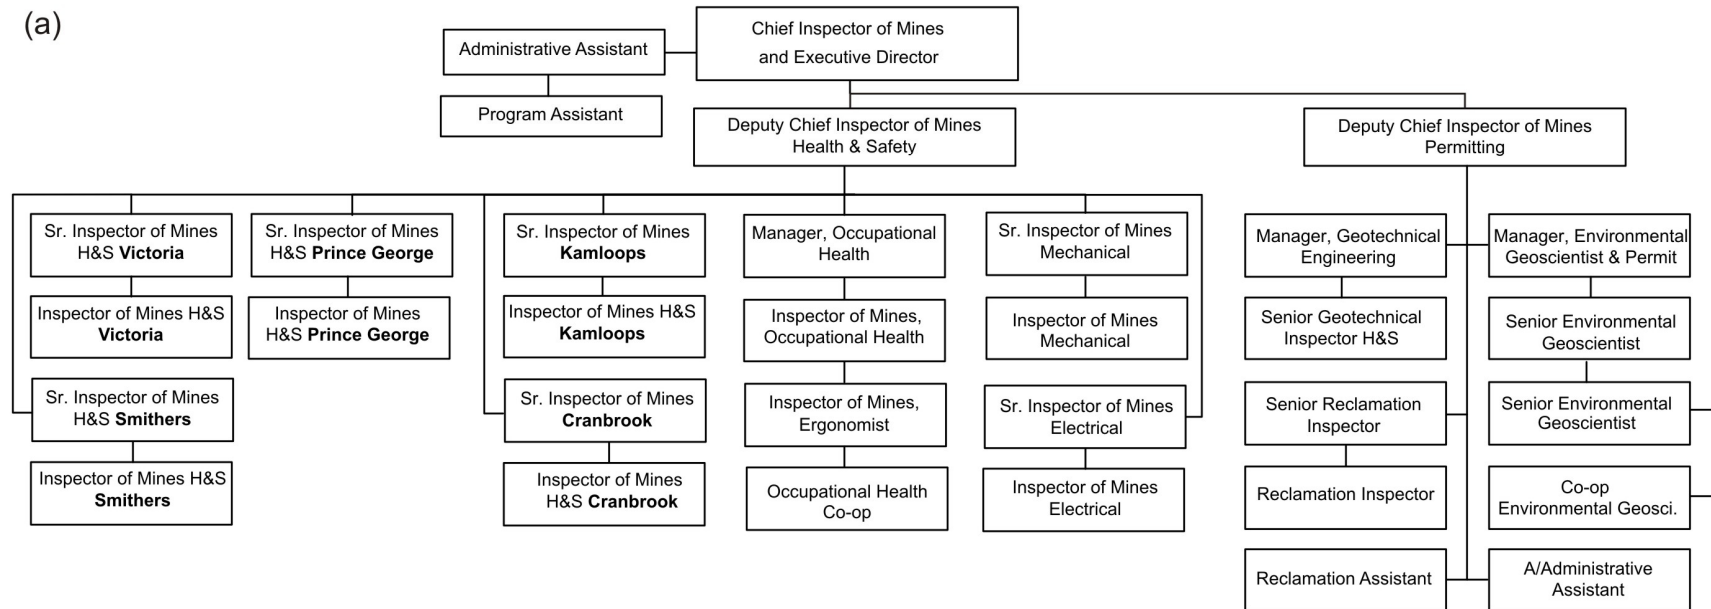 (a)
Chief Inspector of Mines
and Executive Director
Administrative Assistant
Program Assistant
Deputy Chief Inspector of Mines
Health & Safety
Deputy Chief Inspector of Mines
Permitting
Sr. Inspector of Mines
H&S Victoria
Inspector of Mines H&S
Victoria
Sr. Inspector of Mines
H&S Smithers
Inspector of Mines H&S
Smithers
Sr. Inspector of Mines
H&S Prince George
Inspector of Mines
H&S Prince George
Sr. Inspector of Mines
Kamloops
Inspector of Mines H&S
Kamloops
Sr. Inspector of Mines
Cranbrook
Inspector of Mines
H&S Cranbrook
Manager, Occupational
Health
Inspector of Mines,
Occupational Health
Inspector of Mines,
Ergonomist
Occupational Health
Co-op
Sr. Inspector of Mines
Mechanical
Inspector of Mines
Mechanical
Sr. Inspector of Mines
Electrical
Inspector of Mines
Electrical
Manager, Geotechnical
Engineering
Senior Geotechnical
Inspector H&S
Senior Reclamation
Inspector
Reclamation Inspector
Reclamation Assistant
Manager, Environmental
Geoscientist & Permit
Senior Environmental
Geoscientist
Senior Environmental
Geoscientist
Co-op
Environmental Geosci.
A/Administrative
Assistant